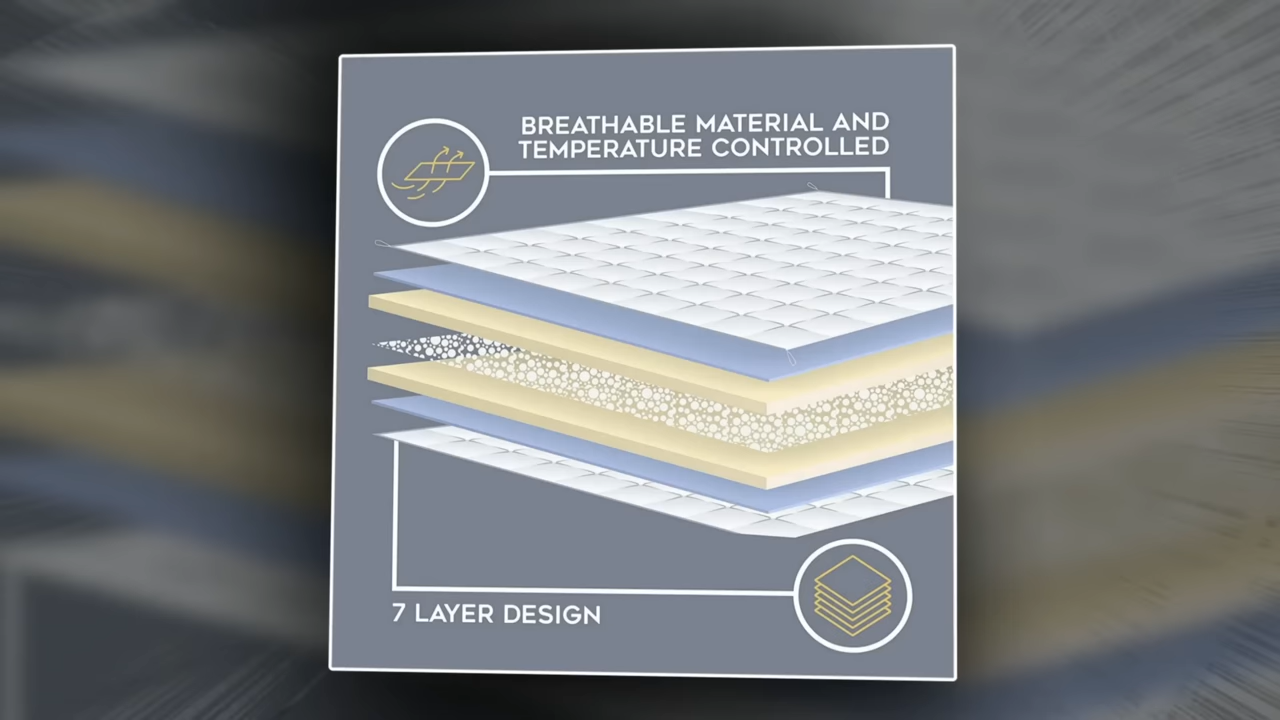 BREATHABLE MATERIAL AND
TEMPERATURE CONTROLLED
7 LAYER DESIGN